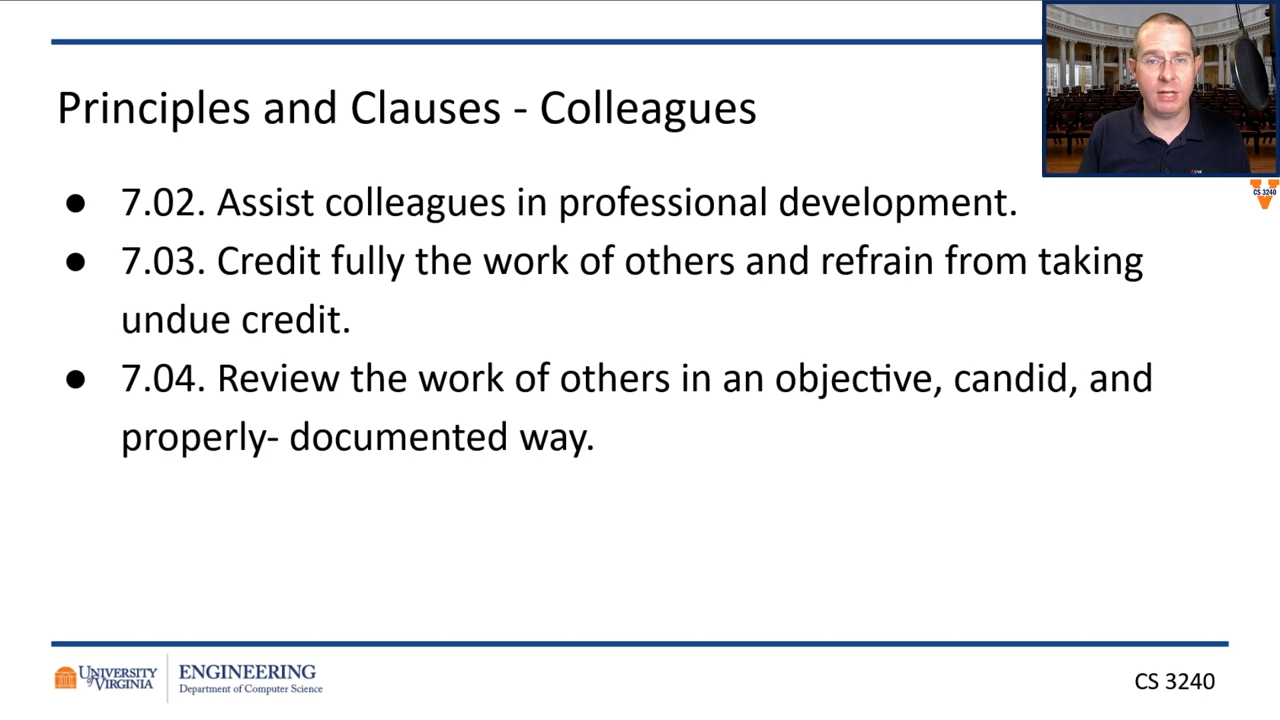 Principles and Clauses - Colleagues
● 7.02. Assist colleagues in professional development.
● 7.03. Credit fully the work of others and refrain from taking
undue credit.
● 7.04. Review the work of others in an objective, candid, and
properly- documented way.
CS 3240
UNIVERSITY
of VIRGINIA
ENGINEERING
Department of Computer Science
CS 3240